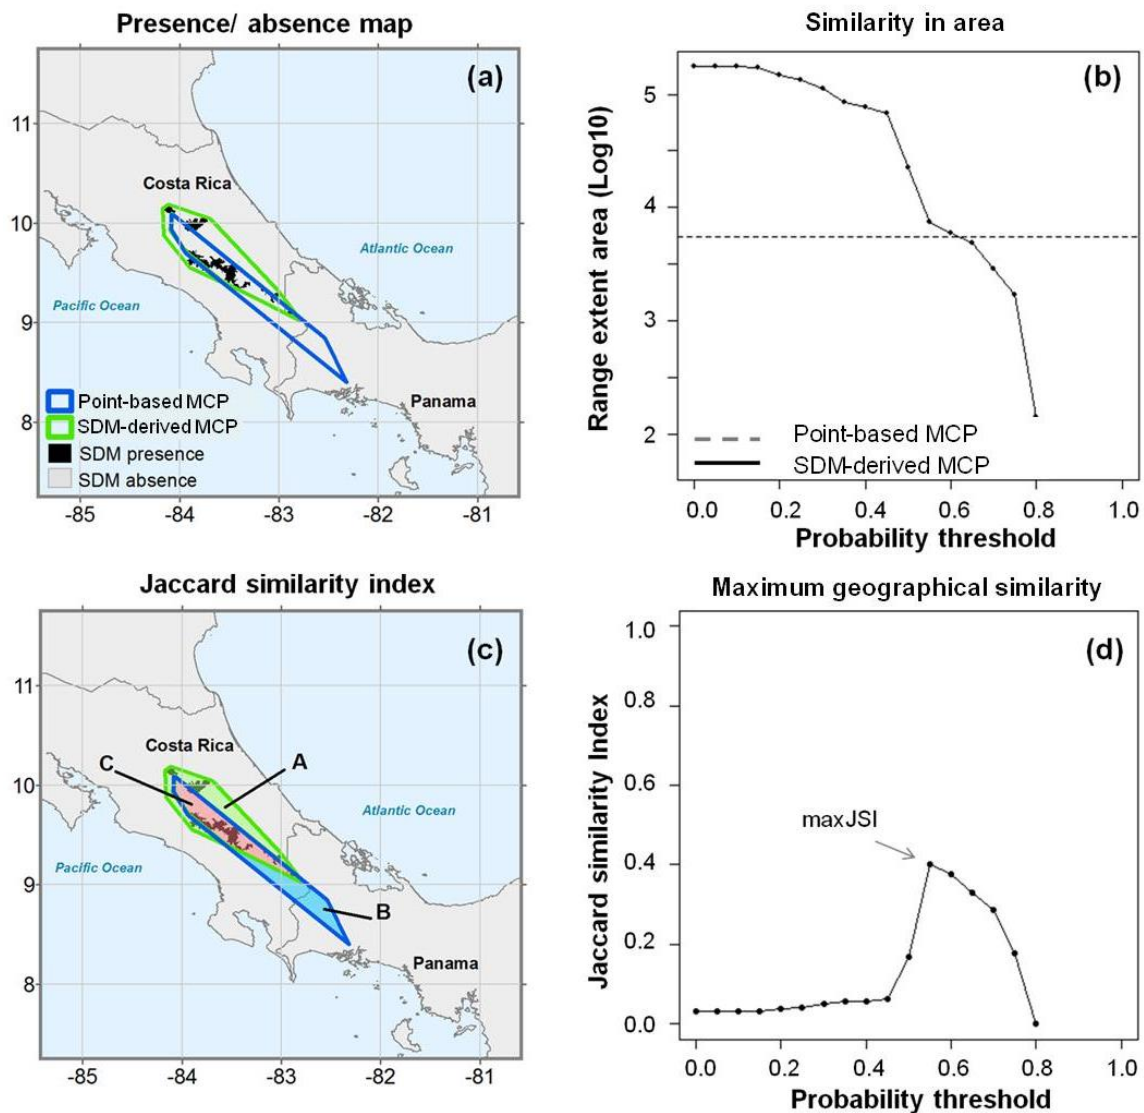 Presence/ absence map
(a)
11
10
9
8
-85
-84
-83
-82
-81
Costa Rica
Atlantic Ocean
Pacific Ocean
Panama
Point-based MCP
SDM-derived MCP
SDM presence
SDM absence
Similarity in area
(b)
Range extent area (Log10)
5
4
3
2
Point-based MCP
SDM-derived MCP
0.0
0.2
0.4
0.6
0.8
1.0
Probability threshold
Jaccard similarity index
(c)
11
10
9
8
-85
-84
-83
-82
-81
Costa Rica
C
A
Atlantic Ocean
Pacific Ocean
B
Panama
Maximum geographical similarity
(d)
Jaccard similarity Index
1.0
0.8
0.6
0.4
0.2
0.0
maxJSI
0.0
0.2
0.4
0.6
0.8
1.0
Probability threshold